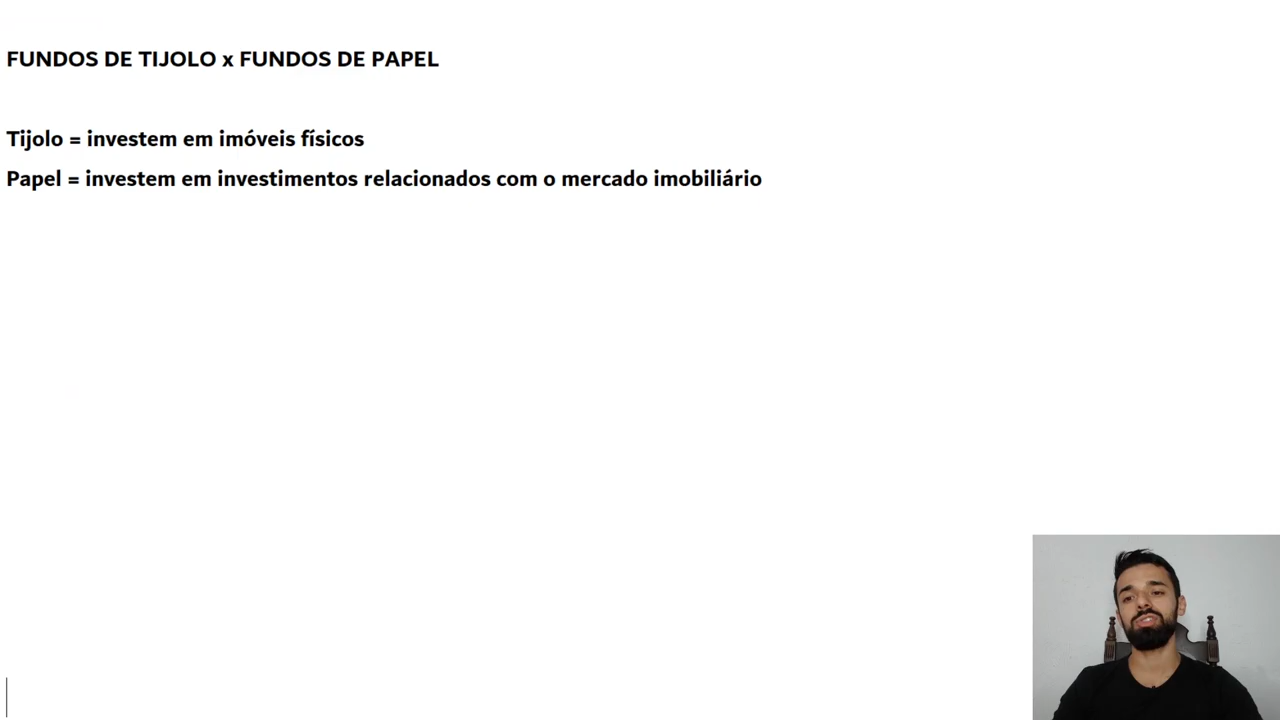 FUNDOS DE TIJOLO x FUNDOS DE PAPEL
Tijolo = investem em imóveis físicos
Papel = investem em investimentos relacionados com o mercado imobiliário